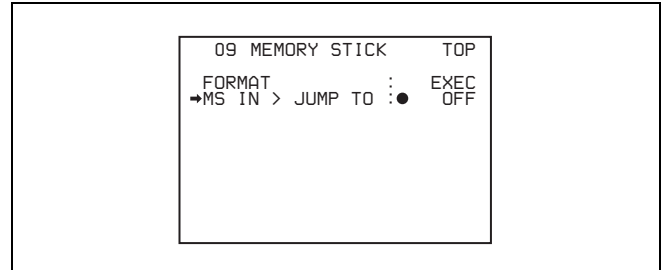 09 MEMORY STICK TOP
FORMAT : EXEC
➡MS IN > JUMP TO :● OFF